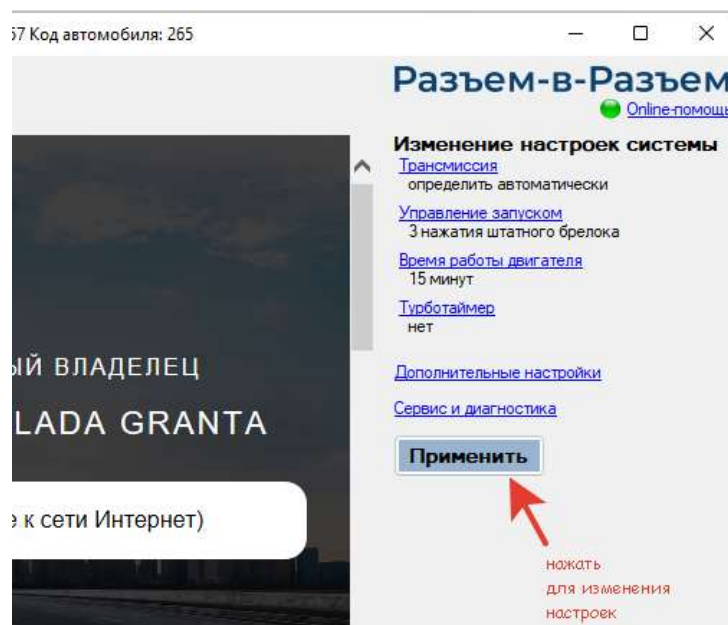 57 Код автомобиля: 265
Разъем-в-Разъем
Online-помощь
Изменение настроек системы
Трансмиссия
определить автоматически
Управление запуском
3 нажатия штатного брелока
Время работы двигателя
15 минут
Турботаймер
нет
ЫЙ ВЛАДЕЛЕЦ
LADA GRANTA
Дополнительные настройки
Сервис и диагностика
Применить
е к сети Интернет)
нажать
для изменения
настроек